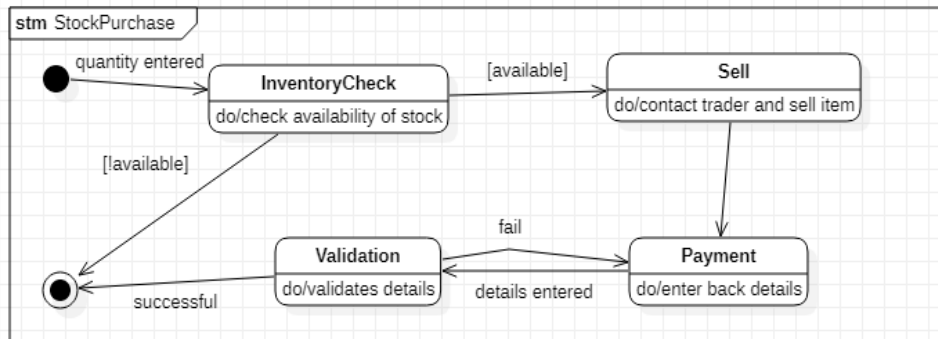 stm StockPurchase
quantity entered
InventoryCheck
do/check availability of stock
[available]
Sell
do/contact trader and sell item
[!available]
fail
Validation
do/validates details
Payment
do/enter back details
details entered
successful